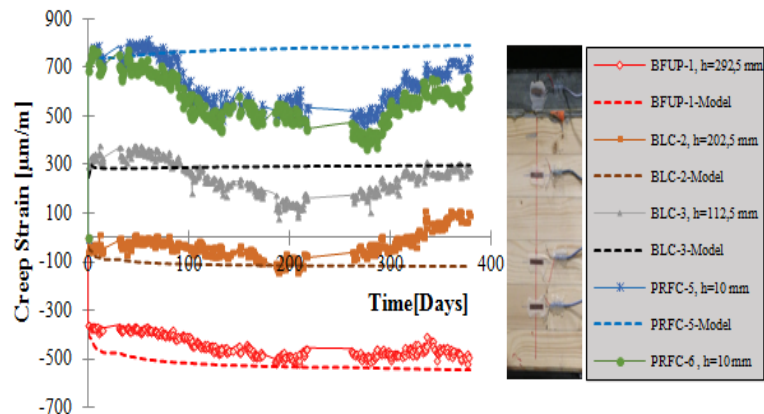 900
700
500
300
100
-100
-300
-500
-700
Creep Strain [µm/m]
0
100
200
300
400
Time[Days]
BFUP-1, h=292,5 mm
BFUP-1-Model
BLC-2, h=202,5 mm
BLC-2-Model
BLC-3, h=112,5 mm
BLC-3-Model
PRFC-5, h=10 mm
PRFC-5-Model
PRFC-6, h=10 mm